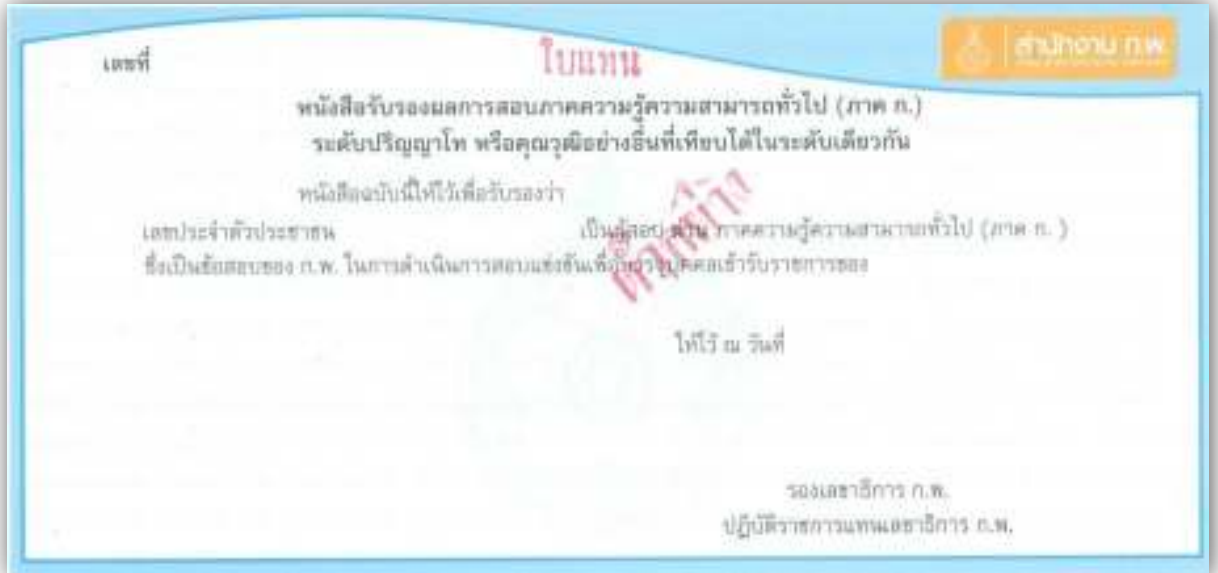 สำนักงาน ก.พ.
เลขที่
ใบแทน
หนังสือรับรองผลการสอบภาคความรู้ความสามารถทั่วไป (ภาค ก.)
ระดับปริญญาโท หรือคุณวุฒิอย่างอื่นที่เทียบได้ในระดับเดียวกัน
หนังสือฉบับนี้ให้ไว้เพื่อรับรองว่า
ตัวอย่าง
เลขประจำตัวประชาชน เป็นผู้สอบ ผ่าน ภาคความรู้ความสามารถทั่วไป (ภาค ก. )
ซึ่งเป็นข้อสอบของ ก.พ. ในการดำเนินการสอบแข่งขันเพื่อบรรจุบุคคลเข้ารับราชการของ
ให้ไว้ ณ วันที่
รองเลขาธิการ ก.พ.
ปฏิบัติราชการแทนเลขาธิการ ก.พ.